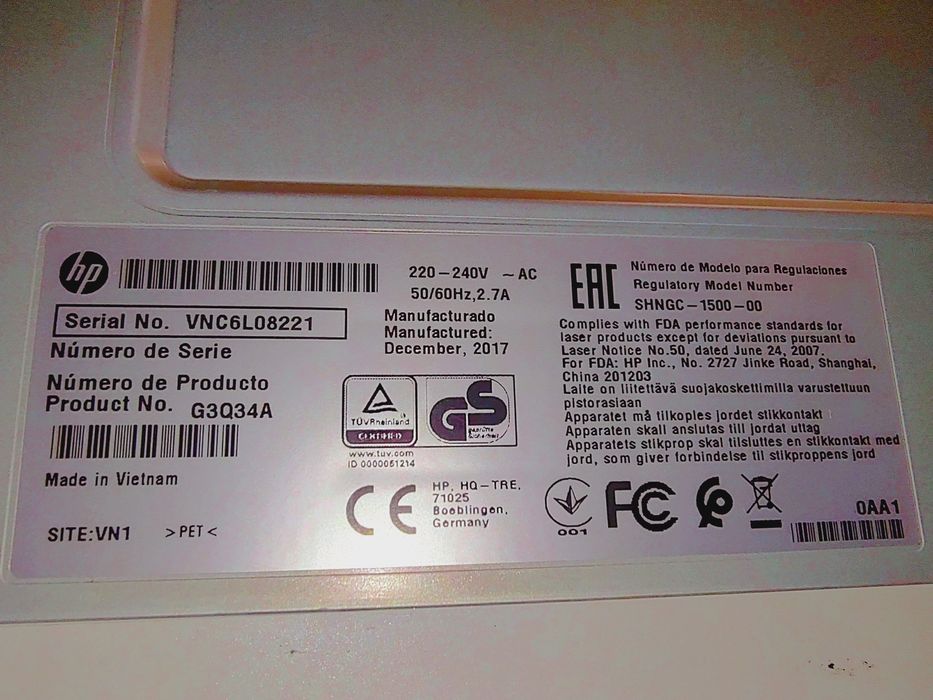 hp
220-240V ~AC
50/60Hz,2.7A
Serial No. VNC6L08221
Número de Serie
Manufacturado
Manufactured:
December, 2017
Número de Producto
Product No. G3Q34A
Made in Vietnam
SITE:VN1 >PET<
TÜVRheinland
CERTIFIED
www.tuv.com
ID 0000051214
GS
geprüfte
Sicherheit
CE
HP, HQ-TRE,
71025
Boeblingen,
Germany
EAC
Número de Modelo para Regulaciones
Regulatory Model Number
SHNGC-1500-00
Complies with FDA performance standards for
laser products except for deviations pursuant to
Laser Notice No.50, dated June 24, 2007.
For FDA: HP Inc., No. 2727 Jinke Road, Shanghai,
China 201203
Laite on liitettävä suojakoskettimilla varustettuun
pistorasiaan
Apparatet må tilkoples jordet stikkontakt
Apparaten skall anslutas till jordat uttag
Apparatets stikprop skal tilsluttes en stikkontakt med
jord, som giver forbindelse til stikproppens jord
001
FC
0AA1